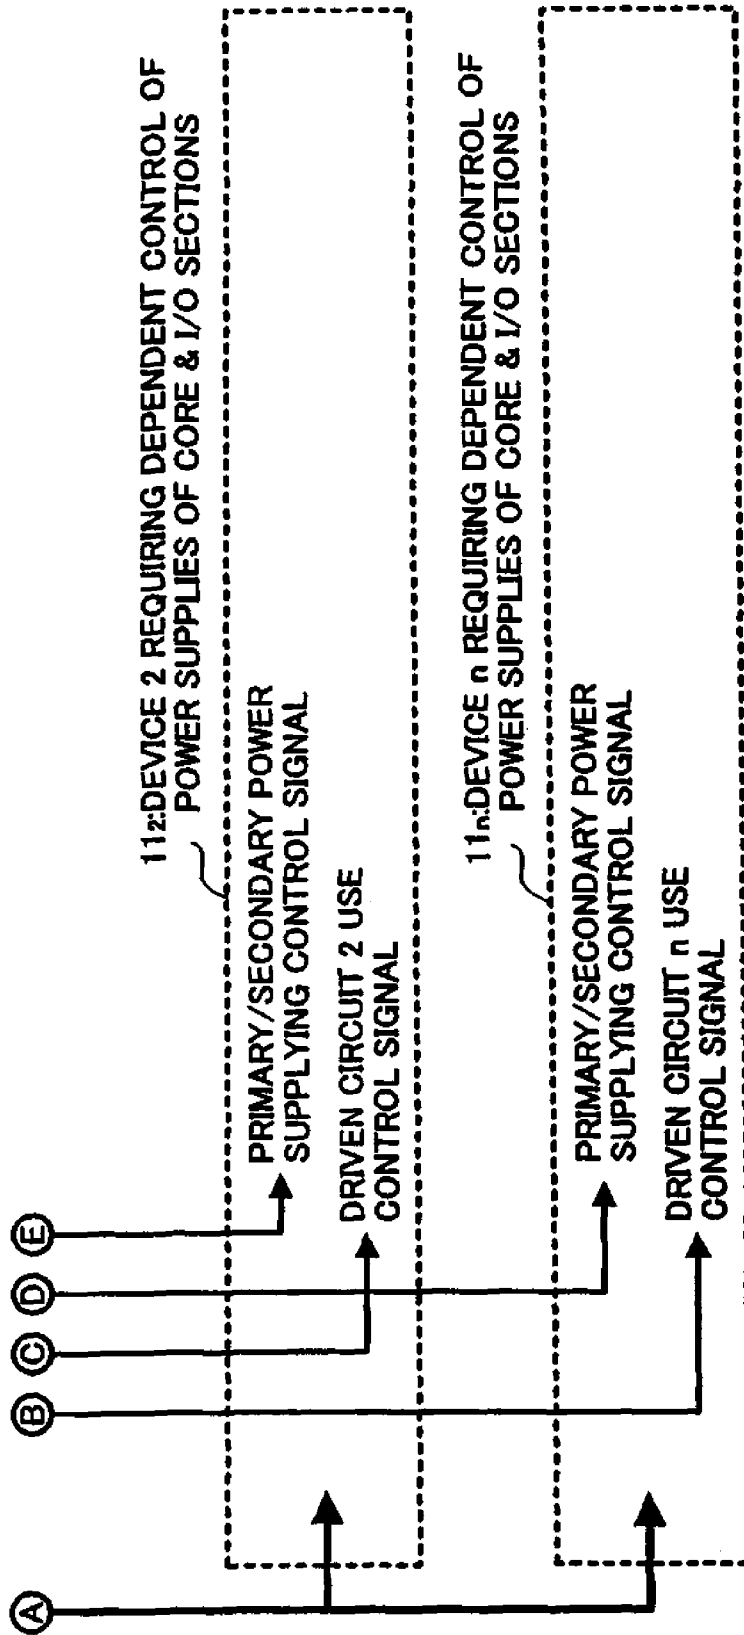 Ⓐ
Ⓑ
Ⓒ
Ⓓ
Ⓔ
11₂:DEVICE 2 REQUIRING DEPENDENT CONTROL OF
POWER SUPPLIES OF CORE & I/O SECTIONS
PRIMARY/SECONDARY POWER
SUPPLYING CONTROL SIGNAL
DRIVEN CIRCUIT 2 USE
CONTROL SIGNAL
11ₙ:DEVICE n REQUIRING DEPENDENT CONTROL OF
POWER SUPPLIES OF CORE & I/O SECTIONS
PRIMARY/SECONDARY POWER
SUPPLYING CONTROL SIGNAL
DRIVEN CIRCUIT n USE
CONTROL SIGNAL